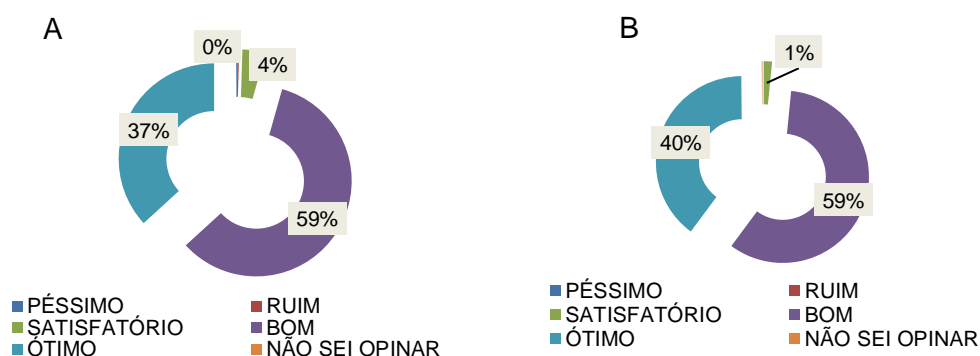 A
0%
4%
37%
59%
PÉSSIMO RUIM
SATISFATÓRIO BOM
ÓTIMO NÃO SEI OPINAR
B
1%
40%
59%
PÉSSIMO RUIM
SATISFATÓRIO BOM
ÓTIMO NÃO SEI OPINAR